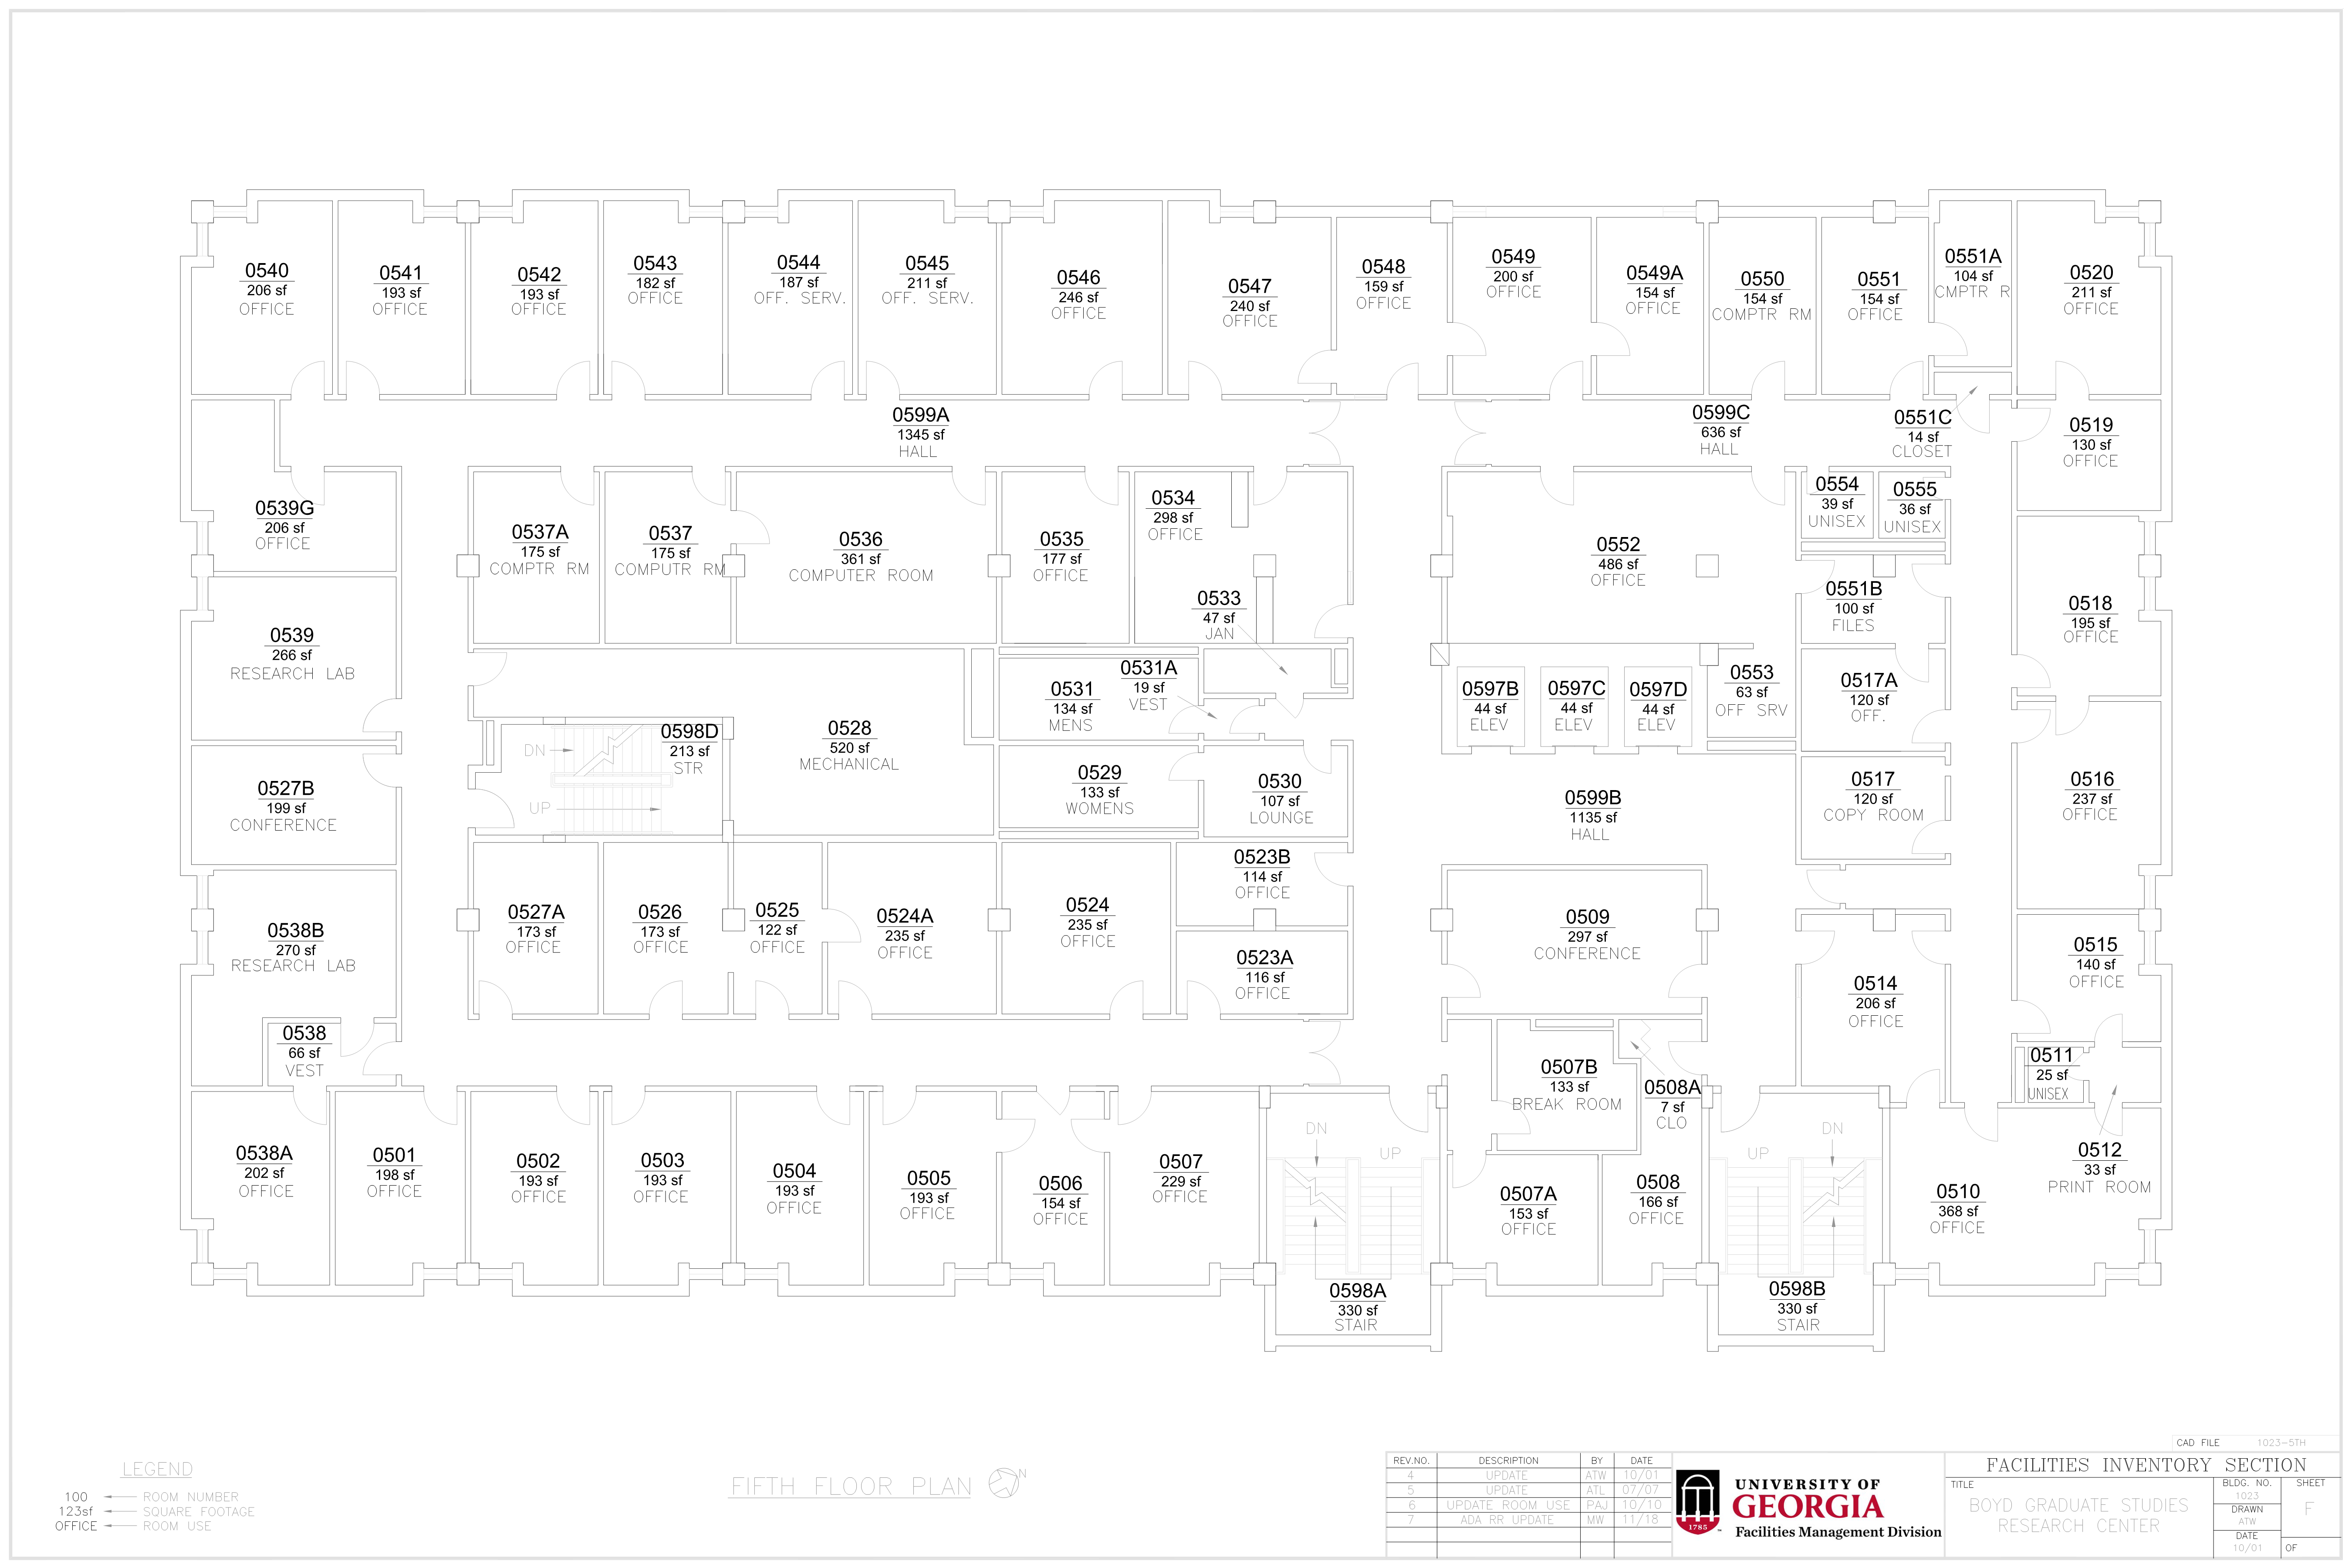 0540
206 sf
OFFICE
0541
193 sf
OFFICE
0542
193 sf
OFFICE
0543
182 sf
OFFICE
0544
187 sf
OFF. SERV.
0545
211 sf
OFF. SERV.
0546
246 sf
OFFICE
0547
240 sf
OFFICE
0548
159 sf
OFFICE
0549
200 sf
OFFICE
0549A
154 sf
OFFICE
0550
154 sf
COMPTR RM
0551
154 sf
OFFICE
0551A
104 sf
CMPTR R
0520
211 sf
OFFICE
0599A
1345 sf
HALL
0599C
636 sf
HALL
0551C
14 sf
CLOSET
0519
130 sf
OFFICE
0539G
206 sf
OFFICE
0537A
175 sf
COMPTR RM
0537
175 sf
COMPUTR RM
0536
361 sf
COMPUTER ROOM
0535
177 sf
OFFICE
0534
298 sf
OFFICE
0533
47 sf
JAN
0552
486 sf
OFFICE
0554
39 sf
UNISEX
0555
36 sf
UNISEX
0551B
100 sf
FILES
0518
195 sf
OFFICE
0539
266 sf
RESEARCH LAB
0531
134 sf
MENS
0531A
19 sf
VEST
0597B
44 sf
ELEV
0597C
44 sf
ELEV
0597D
44 sf
ELEV
0553
63 sf
OFF SRV
0517A
120 sf
OFF.
DN
UP
0598D
213 sf
STR
0528
520 sf
MECHANICAL
0527B
199 sf
CONFERENCE
0529
133 sf
WOMENS
0530
107 sf
LOUNGE
0599B
1135 sf
HALL
0517
120 sf
COPY ROOM
0516
237 sf
OFFICE
0538B
270 sf
RESEARCH LAB
0527A
173 sf
OFFICE
0526
173 sf
OFFICE
0525
122 sf
OFFICE
0524A
235 sf
OFFICE
0524
235 sf
OFFICE
0523B
114 sf
OFFICE
0523A
116 sf
OFFICE
0509
297 sf
CONFERENCE
0514
206 sf
OFFICE
0515
140 sf
OFFICE
0538
66 sf
VEST
0507B
133 sf
BREAK ROOM
0508A
7 sf
CLO
0511
25 sf
UNISEX
0512
33 sf
PRINT ROOM
0538A
202 sf
OFFICE
0501
198 sf
OFFICE
0502
193 sf
OFFICE
0503
193 sf
OFFICE
0504
193 sf
OFFICE
0505
193 sf
OFFICE
0506
154 sf
OFFICE
0507
229 sf
OFFICE
DN
UP
0598A
330 sf
STAIR
0507A
153 sf
OFFICE
0508
166 sf
OFFICE
UP
DN
0598B
330 sf
STAIR
0510
368 sf
OFFICE
LEGEND
100 ROOM NUMBER
123sf SQUARE FOOTAGE
OFFICE ROOM USE
FIFTH FLOOR PLAN N
CAD FILE 1023-5TH
REV.NO. DESCRIPTION BY DATE
4 UPDATE ATW 10/01
5 UPDATE ATL 07/07
6 UPDATE ROOM USE PAJ 10/10
7 ADA RR UPDATE MW 11/18
1785
UNIVERSITY OF
GEORGIA
Facilities Management Division
FACILITIES INVENTORY SECTION
TITLE
BOYD GRADUATE STUDIES
RESEARCH CENTER
BLDG. NO.
1023
DRAWN
ATW
DATE
10/01
SHEET
F
OF